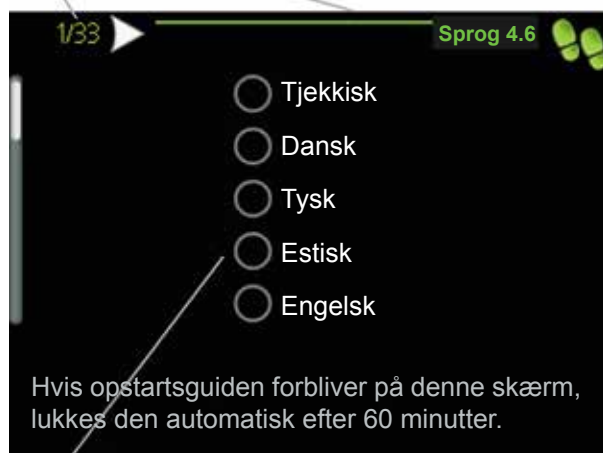 1/33
Sprog 4.6
Tjekkisk
Dansk
Tysk
Estisk
Engelsk
Hvis opstartsguiden forbliver på denne skærm,
lukkes den automatisk efter 60 minutter.